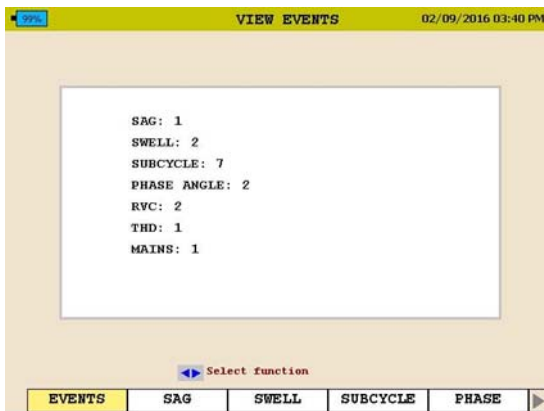 99% VIEW EVENTS 02/09/2016 03:40 PM
SAG: 1
SWELL: 2
SUBCYCLE: 7
PHASE ANGLE: 2
RVC: 2
THD: 1
MAINS: 1
Select function
EVENTS SAG SWELL SUBCYCLE PHASE